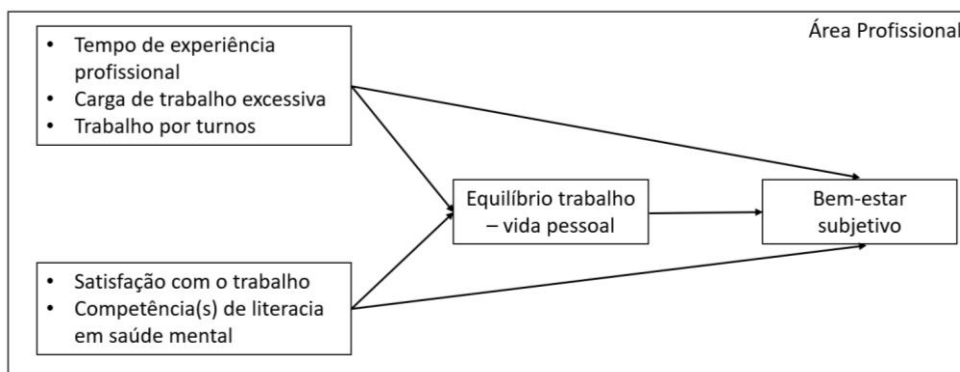 Área Profissional
• Tempo de experiência
profissional
• Carga de trabalho excessiva
• Trabalho por turnos
Equilíbrio trabalho
– vida pessoal
Bem-estar
subjetivo
• Satisfação com o trabalho
• Competência(s) de literacia
em saúde mental